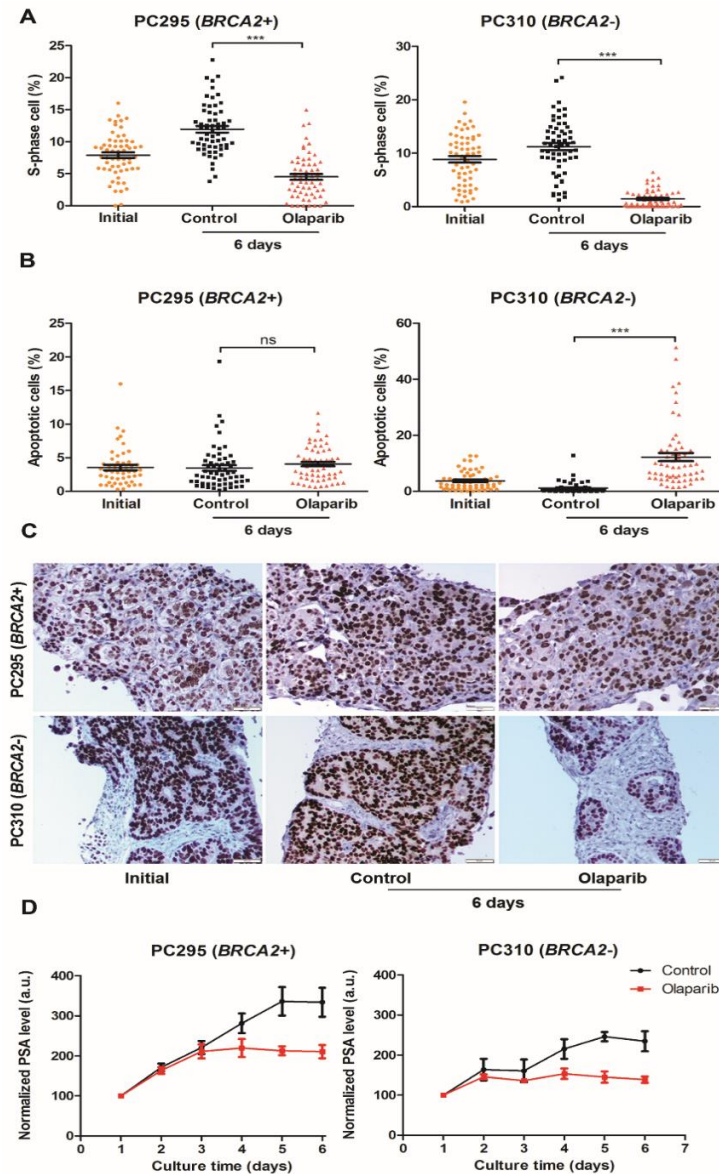 A
PC295 (BRCA2+)
PC310 (BRCA2-)
S-phase cell (%)
25
20
15
10
5
0
***
Initial
Control
Olaparib
6 days
S-phase cell (%)
30
20
10
0
***
Initial
Control
Olaparib
6 days
B
PC295 (BRCA2+)
PC310 (BRCA2-)
Apoptotic cells (%)
25
20
15
10
5
0
ns
Initial
Control
Olaparib
6 days
Apoptotic cells (%)
60
40
20
0
***
Initial
Control
Olaparib
6 days
C
PC295 (BRCA2+)
PC310 (BRCA2-)
Initial
Control
Olaparib
6 days
D
PC295 (BRCA2+)
Normalized PSA level (a.u.)
400
300
200
100
0
0 1 2 3 4 5 6
Culture time (days)
PC310 (BRCA2-)
Control
Olaparib
Normalized PSA level (a.u.)
400
300
200
100
0
0 1 2 3 4 5 6 7
Culture time (days)